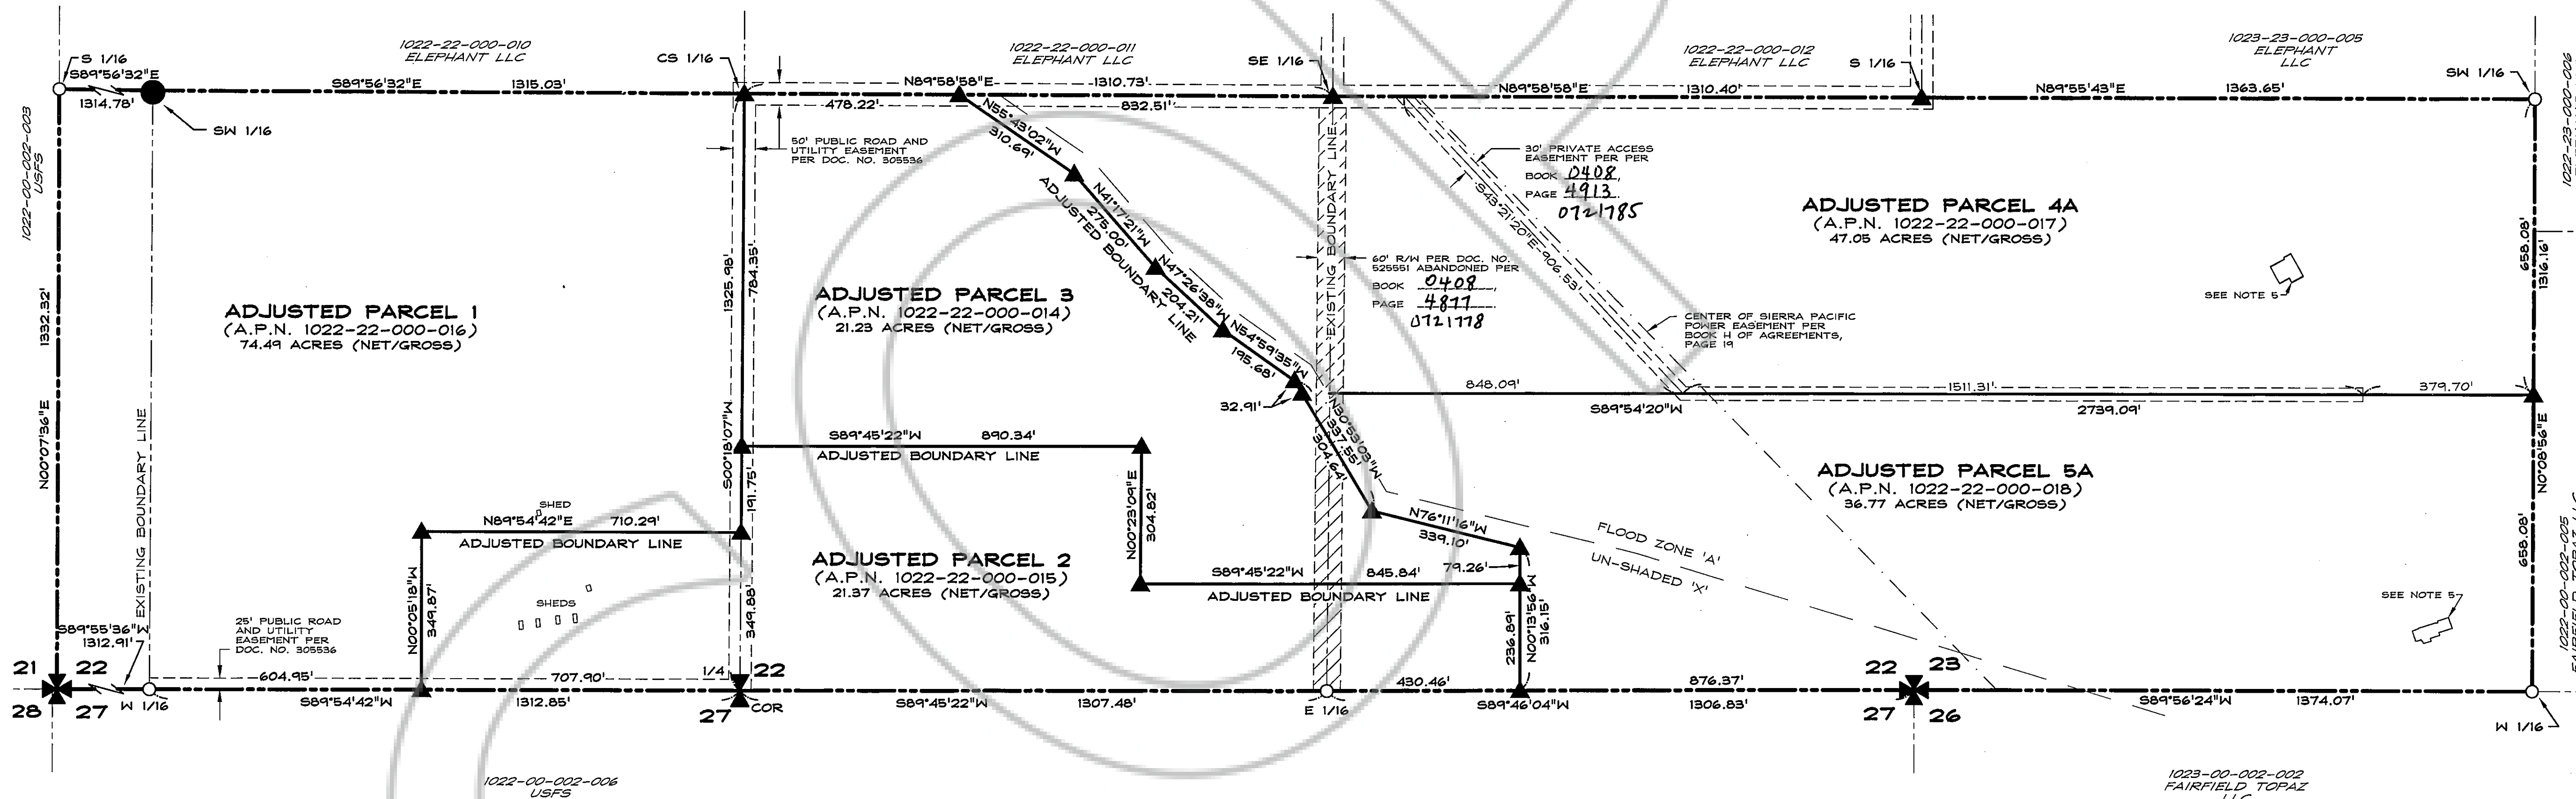 1022-22-000-010
ELEPHANT LLC
1022-22-000-011
ELEPHANT LLC
1022-22-000-012
ELEPHANT LLC
1023-23-000-005
ELEPHANT
LLC
S 1/16
S89°56'32"E
1314.78'
SW 1/16
S89°56'32"E 1315.03'
CS 1/16
N89°58'58"E 1310.73'
478.22'
832.51'
SE 1/16
N89°58'58"E 1310.40'
S 1/16
N89°55'43"E 1363.65'
SW 1/16
1022-22-000-006
1022-00-002-003
USFS
N00°07'36"E 1332.32'
EXISTING BOUNDARY LINE
50' PUBLIC ROAD AND
UTILITY EASEMENT
PER DOC. NO. 305536
N55°43'02"W
310.69'
N41°17'21"W
275.00'
N47°26'38"W
204.21'
N54°59'35"W
195.68'
ADJUSTED BOUNDARY LINE
32.91'
N30°53'03"W
337.55'
304.64'
EXISTING BOUNDARY LINE
30' PRIVATE ACCESS
EASEMENT PER PER
BOOK 0408,
PAGE 4913
0721785
S43°21'20"E 906.53'
60' R/W PER DOC. NO.
525551 ABANDONED PER
BOOK 0408,
PAGE 4877
0721778
CENTER OF SIERRA PACIFIC
POWER EASEMENT PER
BOOK H OF AGREEMENTS,
PAGE 19
ADJUSTED PARCEL 4A
(A.P.N. 1022-22-000-017)
47.05 ACRES (NET/GROSS)
SEE NOTE 5
658.08'
1316.16'
ADJUSTED PARCEL 1
(A.P.N. 1022-22-000-016)
74.49 ACRES (NET/GROSS)
S00°18'07"W 1325.98'
784.35'
191.75'
349.88'
ADJUSTED PARCEL 3
(A.P.N. 1022-22-000-014)
21.23 ACRES (NET/GROSS)
848.09'
1511.31'
379.70'
S89°54'20"W
2739.09'
S89°45'22"W 890.34'
ADJUSTED BOUNDARY LINE
N00°23'09"E
304.82'
ADJUSTED PARCEL 5A
(A.P.N. 1022-22-000-018)
36.77 ACRES (NET/GROSS)
N0°08'56"E
658.08'
SHED
N89°54'42"E 710.29'
ADJUSTED BOUNDARY LINE
N00°05'18"W
349.87'
SHEDS
ADJUSTED PARCEL 2
(A.P.N. 1022-22-000-015)
21.37 ACRES (NET/GROSS)
N76°11'16"W
339.10'
79.26'
S89°45'22"W 845.84'
ADJUSTED BOUNDARY LINE
236.89'
N00°13'56"W
316.15'
FLOOD ZONE 'A'
UN-SHADED 'X'
SEE NOTE 5
1022-00-002-005
S89°55'36"W
1312.91'
25' PUBLIC ROAD
AND UTILITY
EASEMENT PER
DOC. NO. 305536
21 22
28 27
W 1/16
604.95'
707.90'
S89°54'42"W 1312.85'
1/4 22
27 COR
S89°45'22"W 1307.48'
E 1/16
430.46'
876.37'
S89°46'04"W 1306.83'
22 23
27 26
S89°56'24"W 1374.07'
W 1/16
1022-00-002-006
USFS
1023-00-002-002
FAIRFIELD TOPAZ
LLC